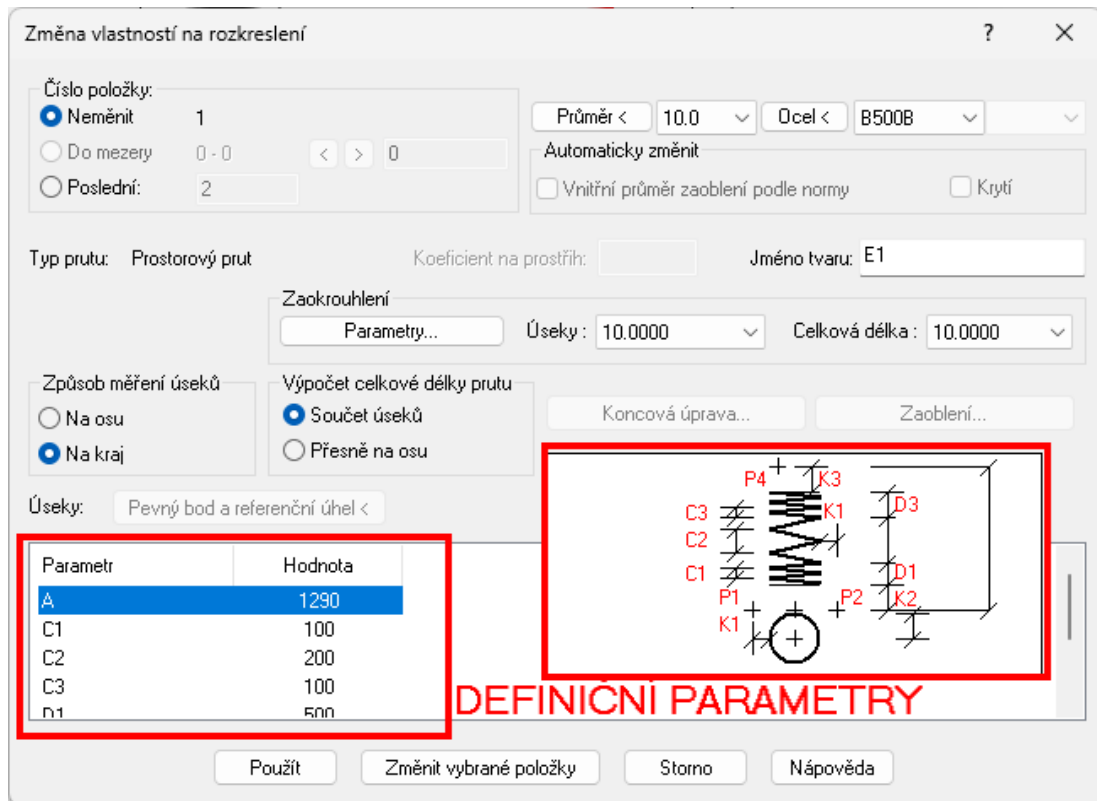 Změna vlastností na rozkreslení ? ×
Číslo položky:
Neměnit 1
Průměr < 10.0 Ocel < B500B
Do mezery 0 - 0 < > 0
Automaticky změnit
Poslední: 2
Vnitřní průměr zaoblení podle normy Krytí
Typ prutu: Prostorový prut Koeficient na prostřih: Jméno tvaru: E1
Zaokrouhlení
Parametry... Úseky : 10.0000 Celková délka : 10.0000
Způsob měření úseků
Na osu
Na kraj
Výpočet celkové délky prutu
Součet úseků
Přesně na osu
Koncová úprava... Zaoblení...
Úseky: Pevný bod a referenční úhel <
P4 K3
C3 K1 D3
C2
C1 D1
P1 P2 K2
K1
Parametr Hodnota
A 1290
C1 100
C2 200
C3 100
D1 500
DEFINIČNÍ PARAMETRY
Použít Změnit vybrané položky Storno Nápověda